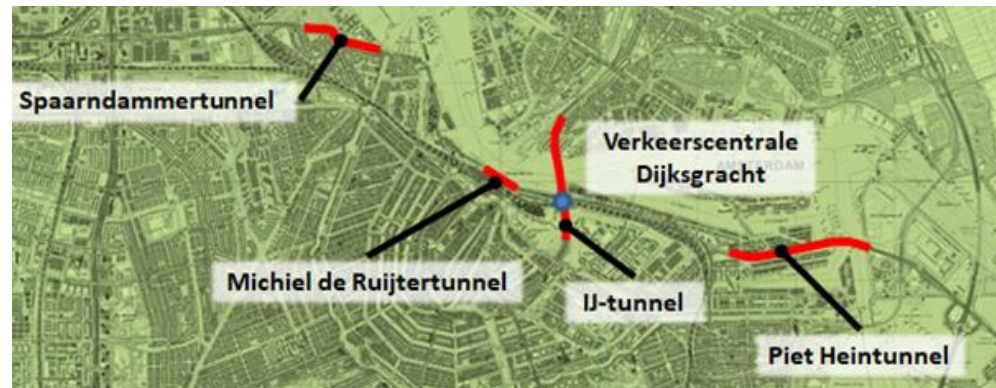 Spaarndammertunnel
Verkeerscentrale
Dijksgracht
AMSTERDAM
Michiel de Ruijtertunnel
IJ-tunnel
Piet Heintunnel